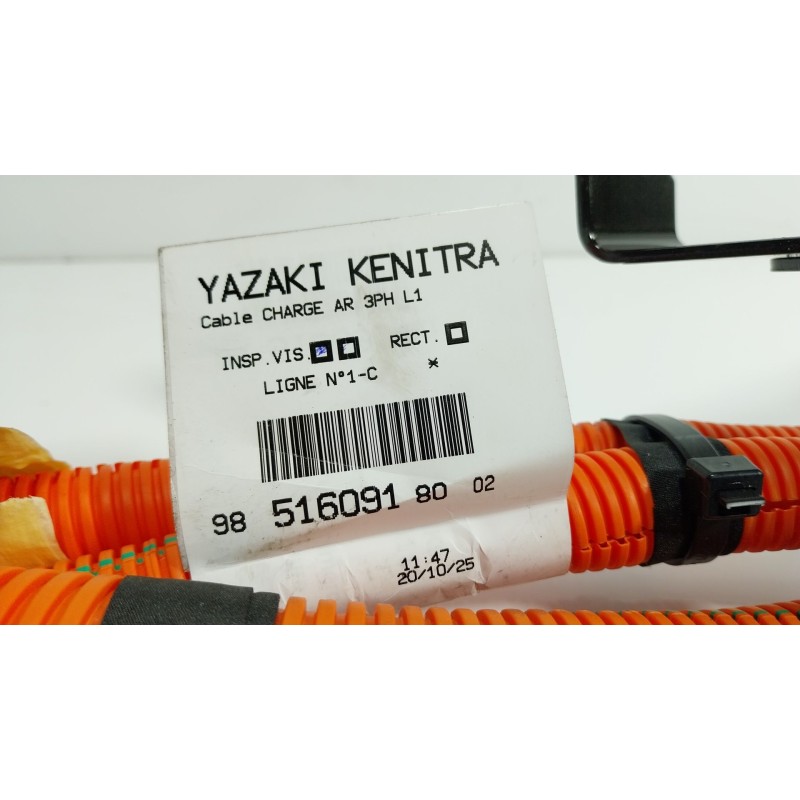 YAZAKI KENITRA
Cable CHARGE AR 3PH L1
INSP.VIS. RECT.
LIGNE N°1-C *
98 516091 80 02
11:47
20/10/25